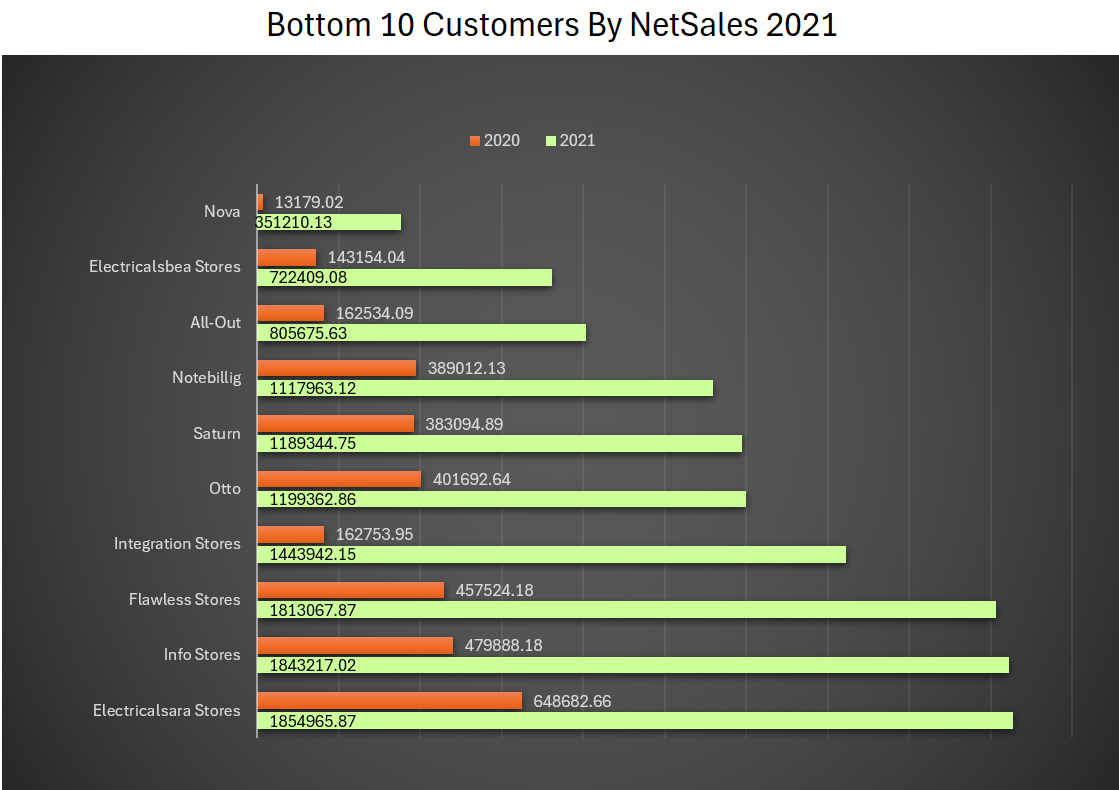 Bottom 10 Customers By NetSales 2021
2020 2021
Nova 13179.02
351210.13
Electricalsbea Stores 143154.04
722409.08
All-Out 162534.09
805675.63
Notebillig 389012.13
1117963.12
Saturn 383094.89
1189344.75
Otto 401692.64
1199362.86
Integration Stores 162753.95
1443942.15
Flawless Stores 457524.18
1813067.87
Info Stores 479888.18
1843217.02
Electricalsara Stores 648682.66
1854965.87